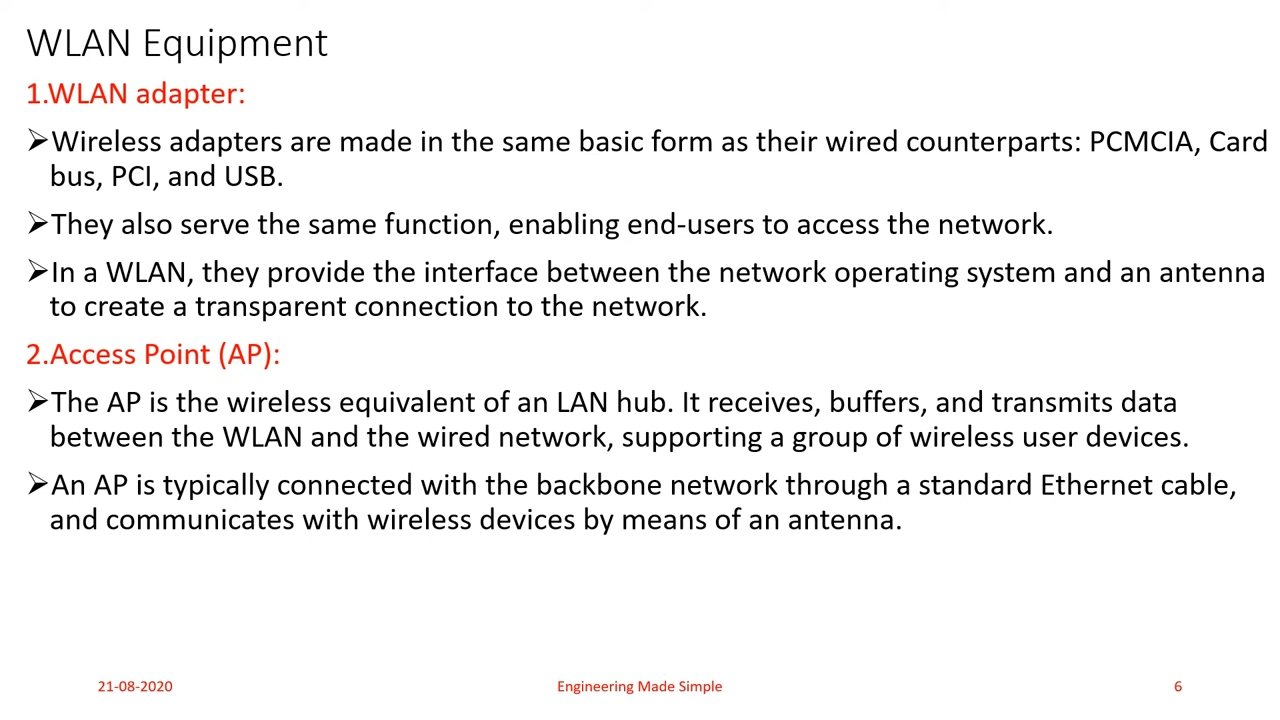 WLAN Equipment
1.WLAN adapter:
➢Wireless adapters are made in the same basic form as their wired counterparts: PCMCIA, Card
bus, PCI, and USB.
➢They also serve the same function, enabling end-users to access the network.
➢In a WLAN, they provide the interface between the network operating system and an antenna
to create a transparent connection to the network.
2.Access Point (AP):
➢The AP is the wireless equivalent of an LAN hub. It receives, buffers, and transmits data
between the WLAN and the wired network, supporting a group of wireless user devices.
➢An AP is typically connected with the backbone network through a standard Ethernet cable,
and communicates with wireless devices by means of an antenna.
21-08-2020
Engineering Made Simple
6